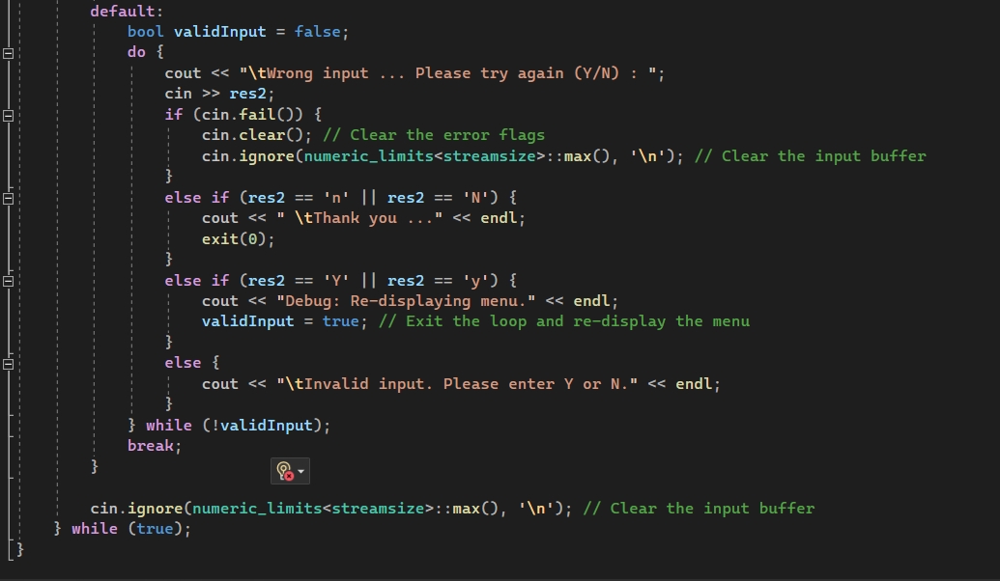 default:
bool validInput = false;
do {
cout << "\tWrong input ... Please try again (Y/N) : ";
cin >> res2;
if (cin.fail()) {
cin.clear(); // Clear the error flags
cin.ignore(numeric_limits<streamsize>::max(), '\n'); // Clear the input buffer
}
else if (res2 == 'n' || res2 == 'N') {
cout << " \tThank you ..." << endl;
exit(0);
}
else if (res2 == 'Y' || res2 == 'y') {
cout << "Debug: Re-displaying menu." << endl;
validInput = true; // Exit the loop and re-display the menu
}
else {
cout << "\tInvalid input. Please enter Y or N." << endl;
}
} while (!validInput);
break;
}
cin.ignore(numeric_limits<streamsize>::max(), '\n'); // Clear the input buffer
} while (true);
}